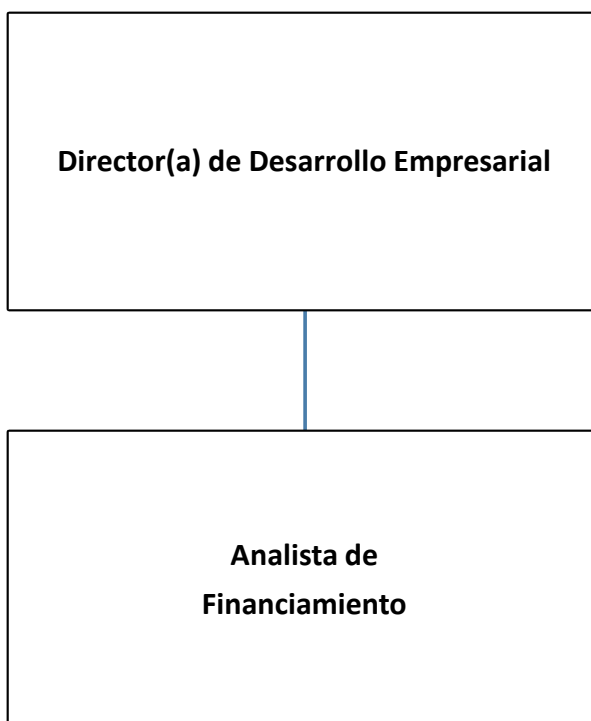 Director(a) de Desarrollo Empresarial
Analista de
Financiamiento